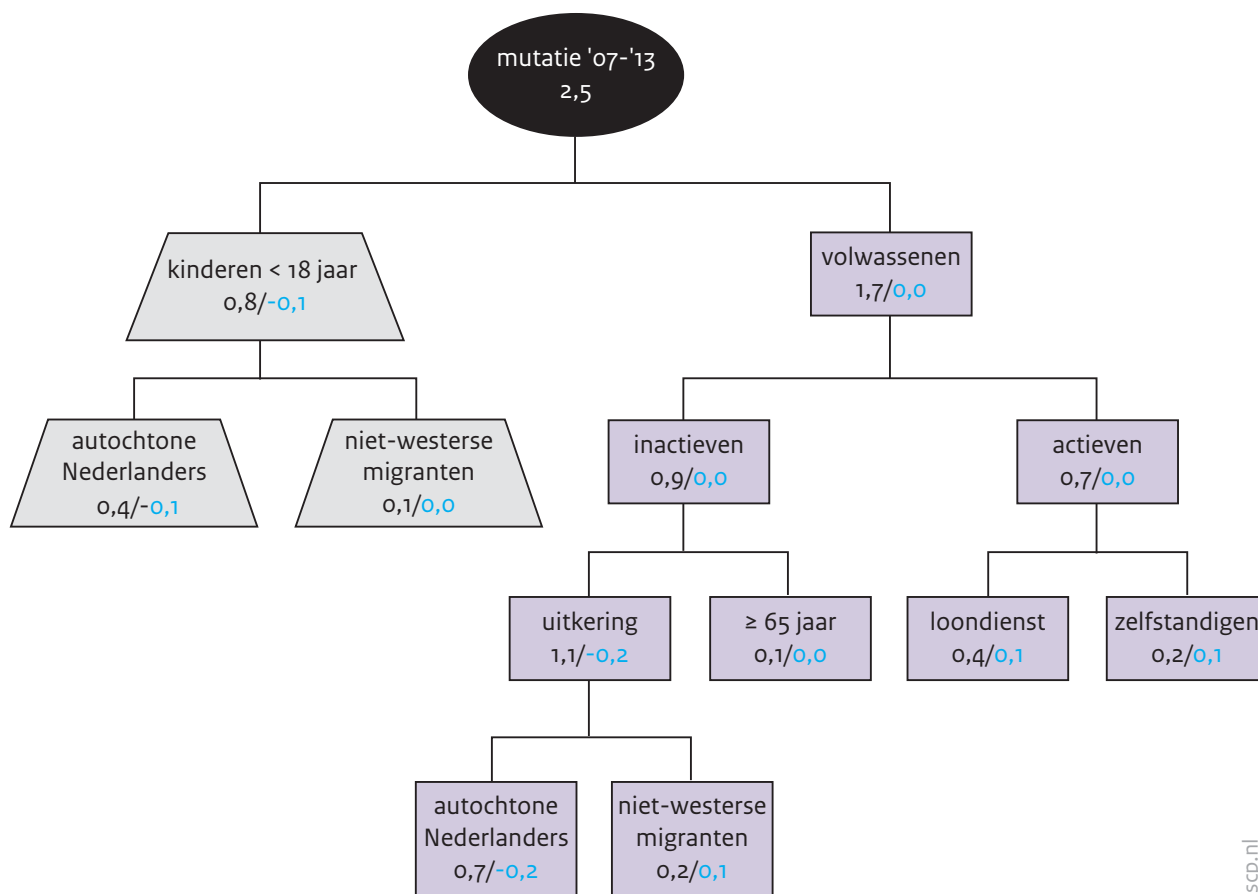 mutatie '07-'13
2,5
kinderen < 18 jaar
0,8/-0,1
volwassenen
1,7/0,0
autochtone
Nederlanders
0,4/-0,1
niet-westerse
migranten
0,1/0,0
inactieven
0,9/0,0
actieven
0,7/0,0
uitkering
1,1/-0,2
≥ 65 jaar
0,1/0,0
loondienst
0,4/0,1
zelfstandigen
0,2/0,1
autochtone
Nederlanders
0,7/-0,2
niet-westerse
migranten
0,2/0,1
scp.nl